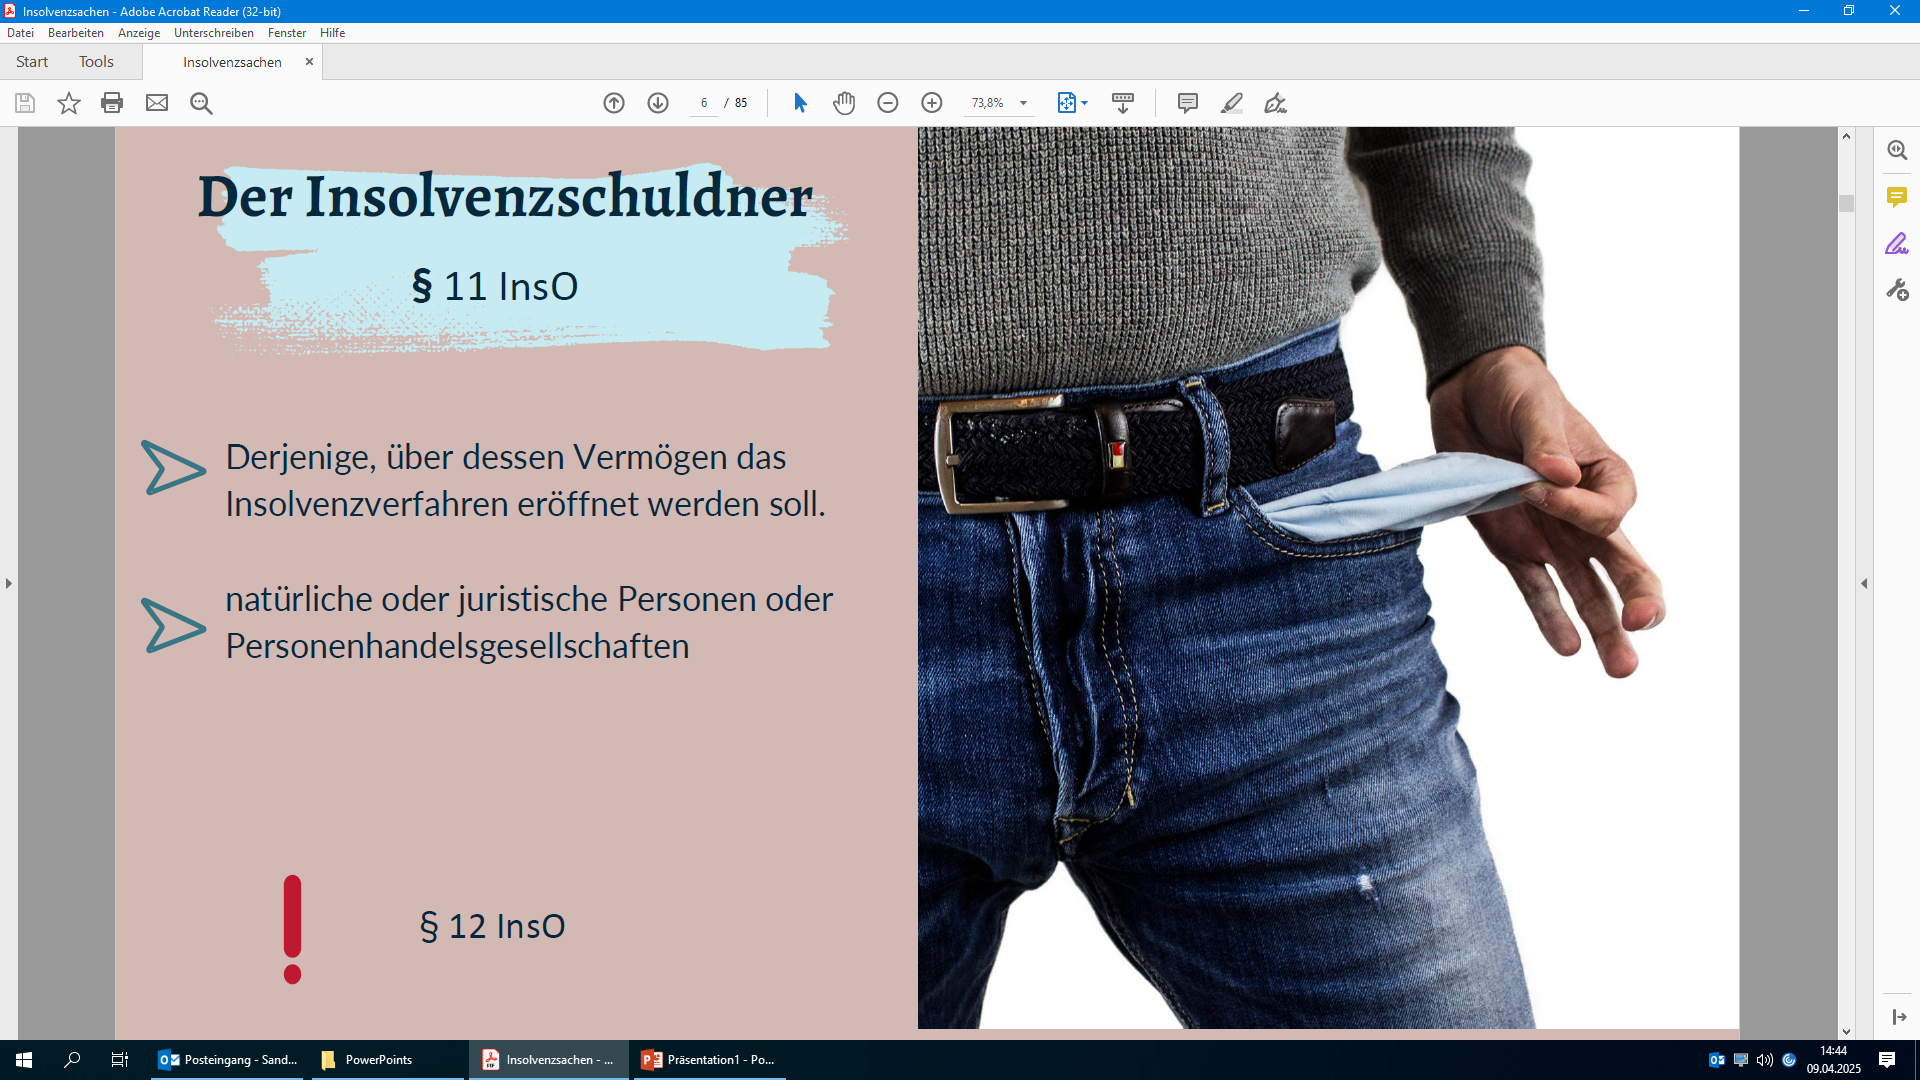 Insolvenzsachen - Adobe Acrobat Reader (32-bit)
Datei Bearbeiten Anzeige Unterschreiben Fenster Hilfe
Start Tools Insolvenzsachen
6 / 85 73,8%
Der Insolvenzschuldner
§ 11 InsO
Derjenige, über dessen Vermögen das
Insolvenzverfahren eröffnet werden soll.
natürliche oder juristische Personen oder
Personenhandelsgesellschaften
§ 12 InsO
Posteingang - Sand... PowerPoints Insolvenzsachen - ... Präsentation1 - Po...
14:44
09.04.2025